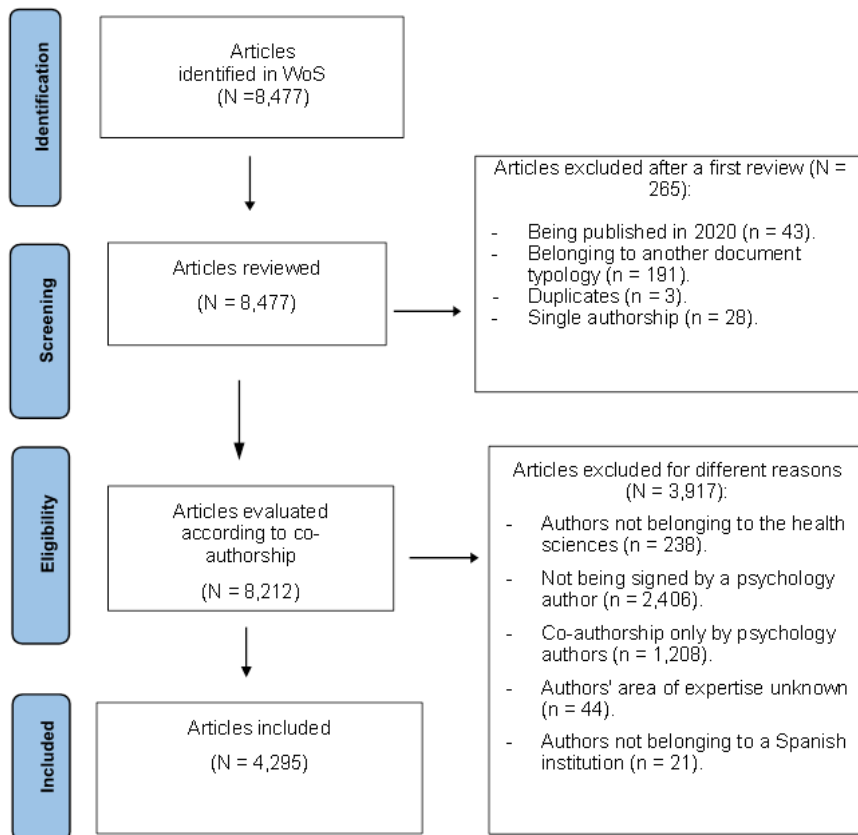 Identification
Articles
identified in WoS
(N =8,477)
Articles excluded after a first review (N =
265):
- Being published in 2020 (n = 43).
- Belonging to another document
typology (n = 191).
- Duplicates (n = 3).
- Single authorship (n = 28).
Screening
Articles reviewed
(N = 8,477)
Eligibility
Articles evaluated
according to co-
authorship
(N = 8,212)
Articles excluded for different reasons
(N = 3,917):
- Authors not belonging to the health
sciences (n = 238).
- Not being signed by a psychology
author (n = 2,406).
- Co-authorship only by psychology
authors (n = 1,208).
- Authors' area of expertise unknown
(n = 44).
- Authors not belonging to a Spanish
institution (n = 21).
Included
Articles included
(N = 4,295)